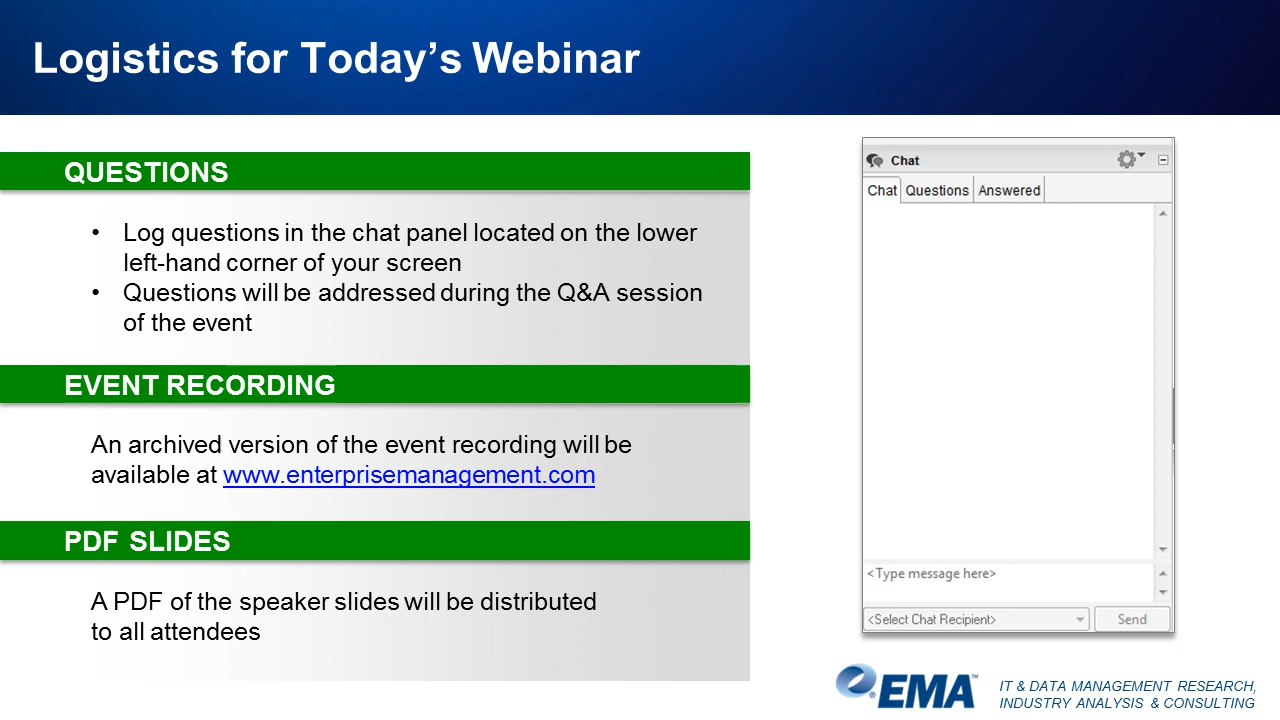 Logistics for Today’s Webinar
QUESTIONS
• Log questions in the chat panel located on the lower
left-hand corner of your screen
• Questions will be addressed during the Q&A session
of the event
EVENT RECORDING
An archived version of the event recording will be
available at www.enterprisemanagement.com
PDF SLIDES
A PDF of the speaker slides will be distributed
to all attendees
Chat
Chat Questions Answered
<Type message here>
<Select Chat Recipient> Send
EMA™
IT & DATA MANAGEMENT RESEARCH,
INDUSTRY ANALYSIS & CONSULTING